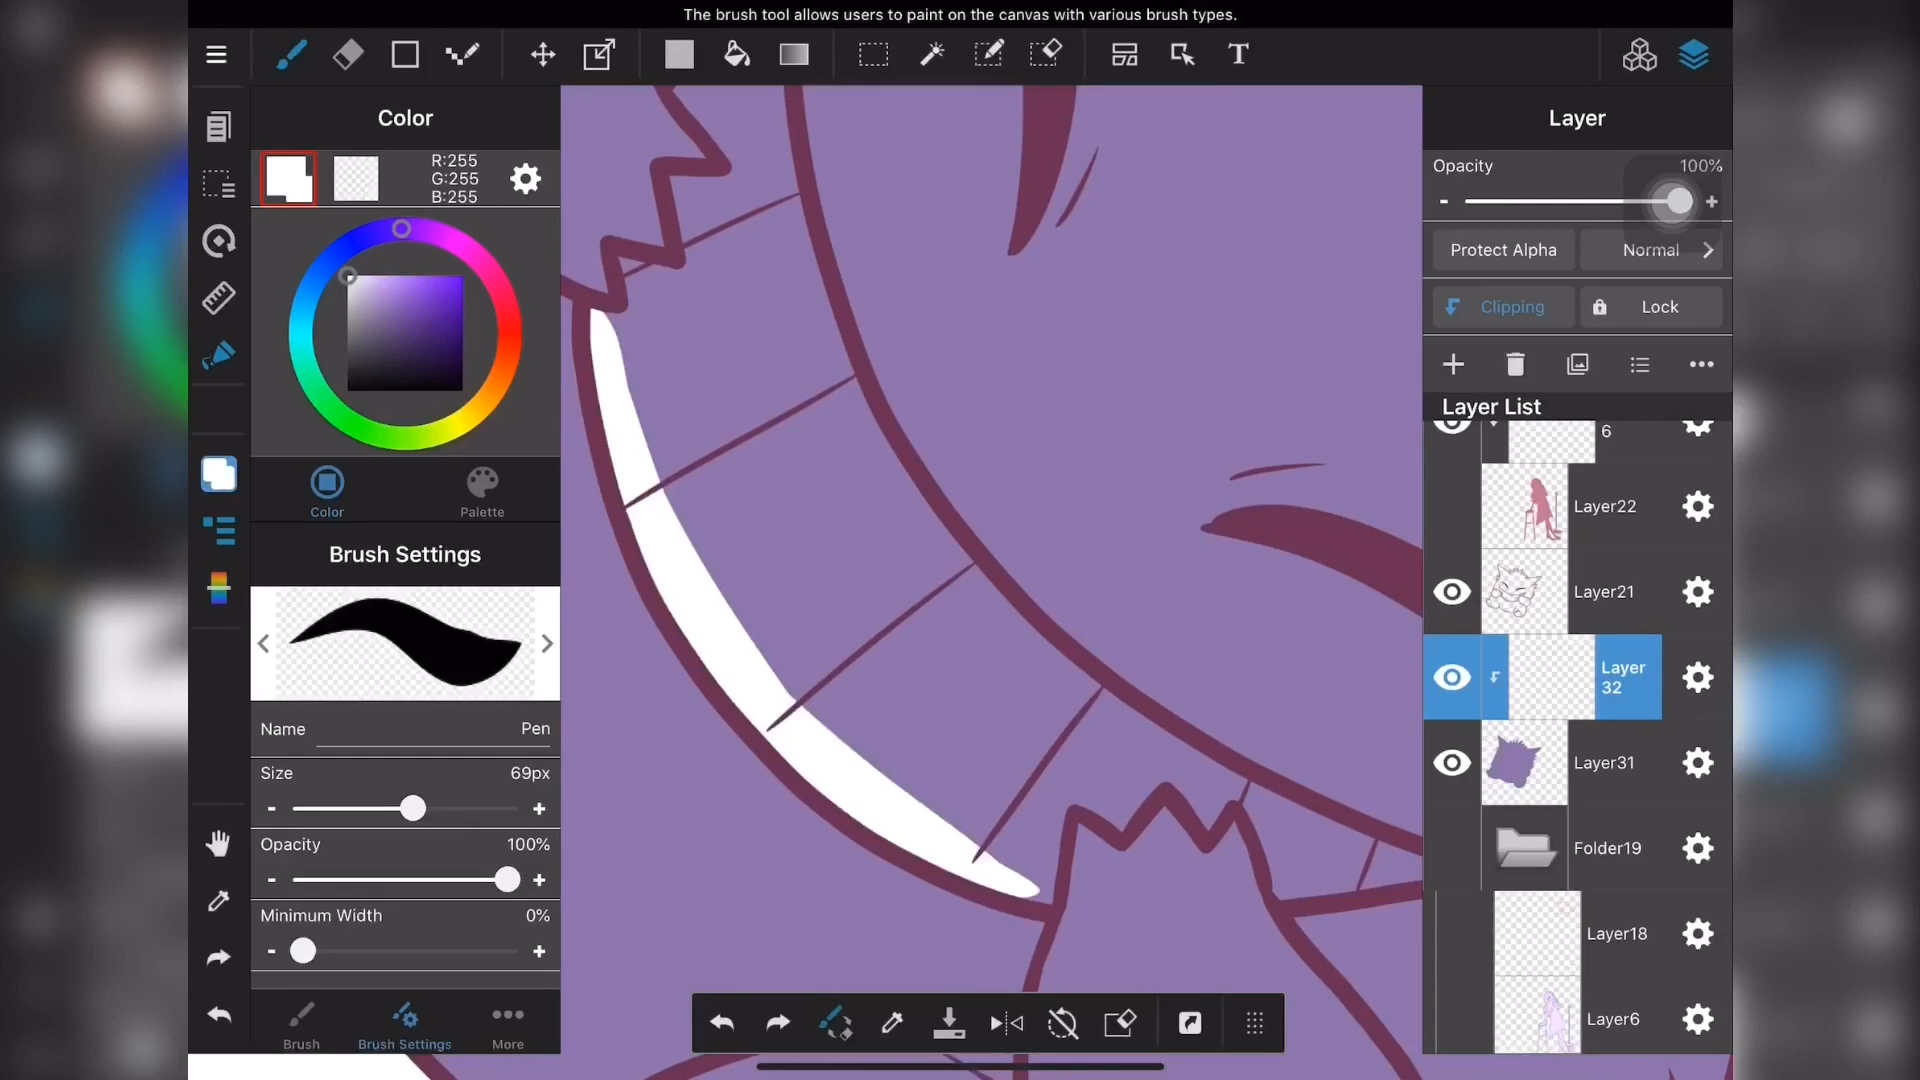 The brush tool allows users to paint on the canvas with various brush types.
T
Color
R:255
G:255
B:255
Color
Palette
Brush Settings
Name
Pen
Size
69px
-
+
Opacity
100%
-
+
Minimum Width
0%
-
+
Brush
Brush Settings
More
Layer
Opacity
100%
-
+
Protect Alpha
Normal
Clipping
Lock
Layer List
6
Layer22
Layer21
Layer
32
Layer31
Folder19
Layer18
Layer6